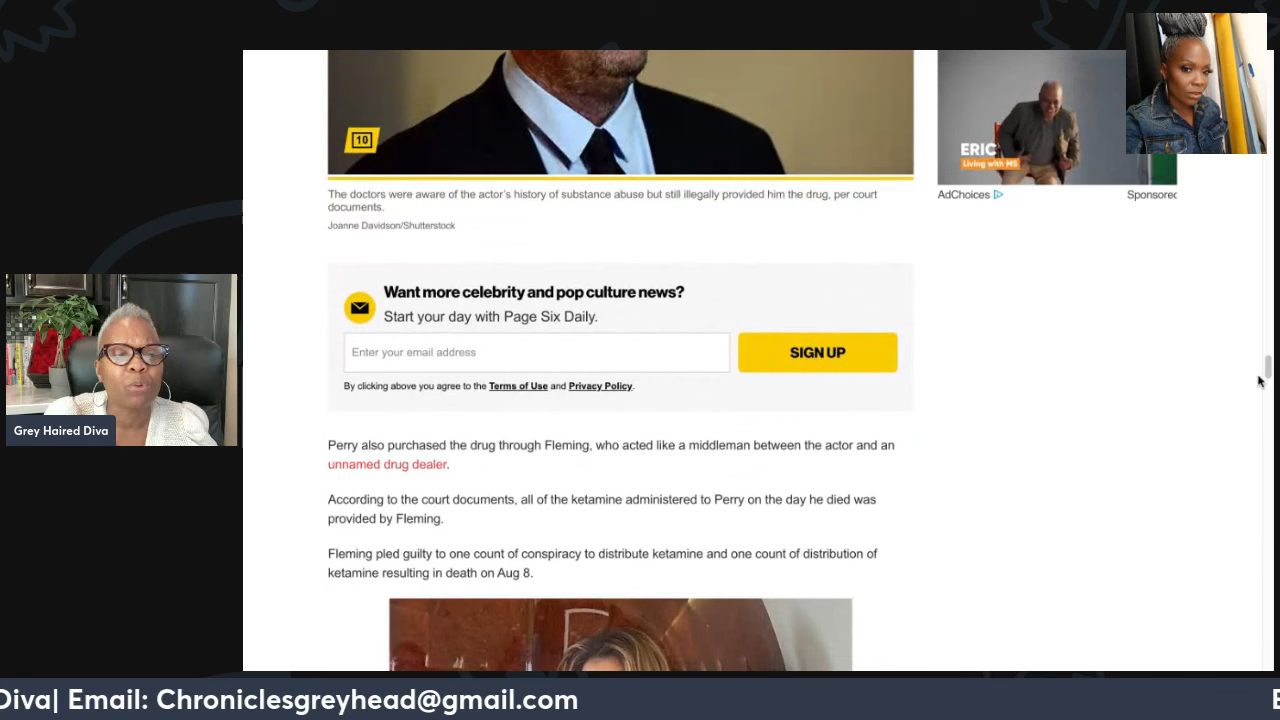 10
The doctors were aware of the actor's history of substance abuse but still illegally provided him the drug, per court
documents.
Joanne Davidson/Shutterstock
ERIC
Living with MS
AdChoices
Sponsored
Want more celebrity and pop culture news?
Start your day with Page Six Daily.
Enter your email address
SIGN UP
By clicking above you agree to the Terms of Use and Privacy Policy.
Grey Haired Diva
Perry also purchased the drug through Fleming, who acted like a middleman between the actor and an
unnamed drug dealer.
According to the court documents, all of the ketamine administered to Perry on the day he died was
provided by Fleming.
Fleming pled guilty to one count of conspiracy to distribute ketamine and one count of distribution of
ketamine resulting in death on Aug 8.
Diva| Email: Chroniclesgreyhead@gmail.com